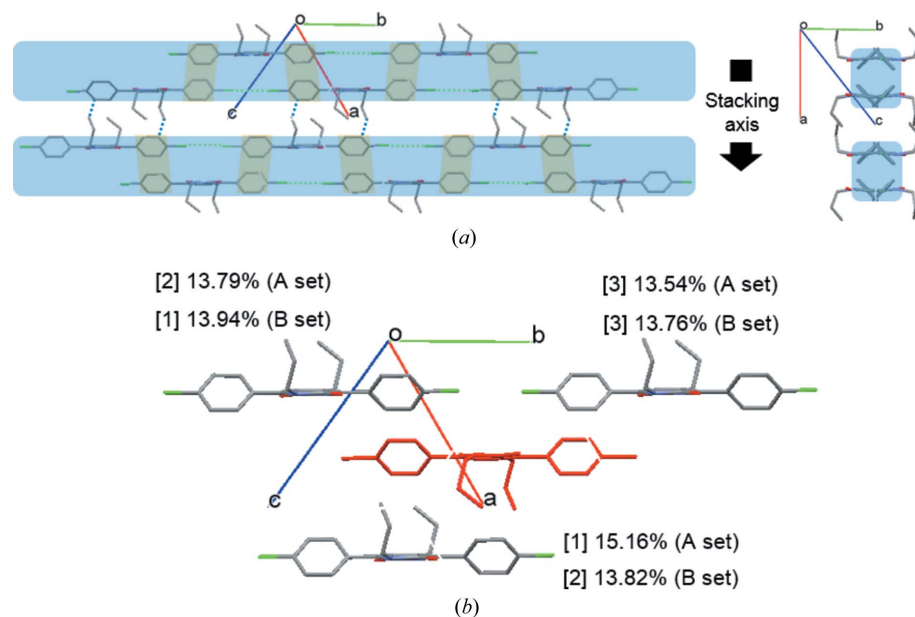 o
b
c
a
Stacking
axis
o
b
a
c
(a)
[2] 13.79% (A set)
[1] 13.94% (B set)
[3] 13.54% (A set)
[3] 13.76% (B set)
o
b
c
a
[1] 15.16% (A set)
[2] 13.82% (B set)
(b)